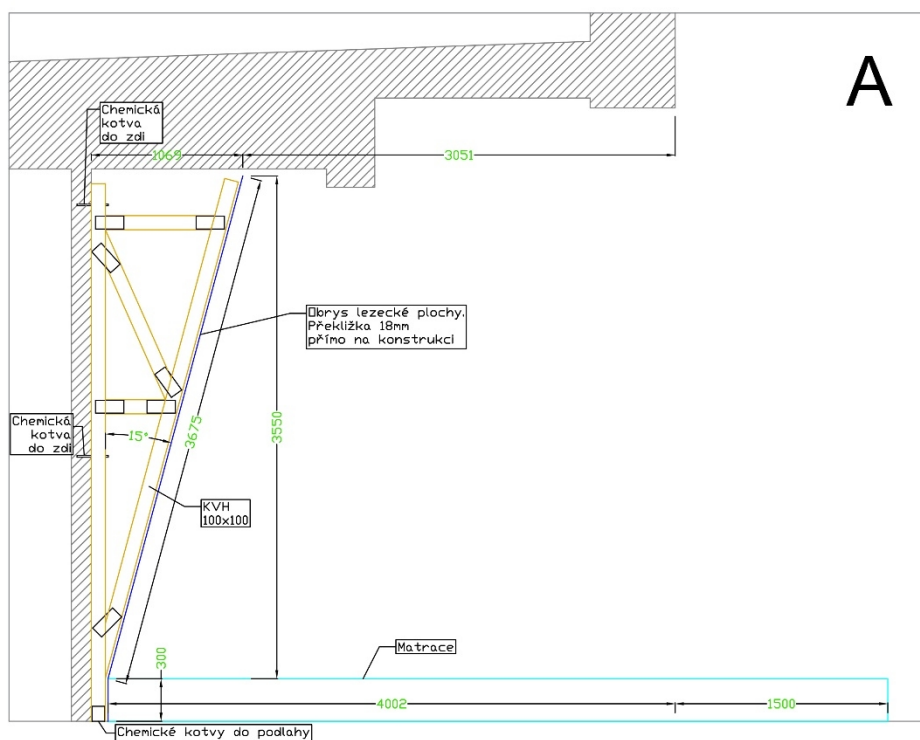 A
Chemická
kotva
do zdi
1069
3051
Obrys lezecké plochy.
Překližka 18mm
přímo na konstrukci
Chemická
kotva
do zdi
15°
3675
3550
KVH
100x100
Matrace
300
4002
1500
Chemické kotvy do podlahy